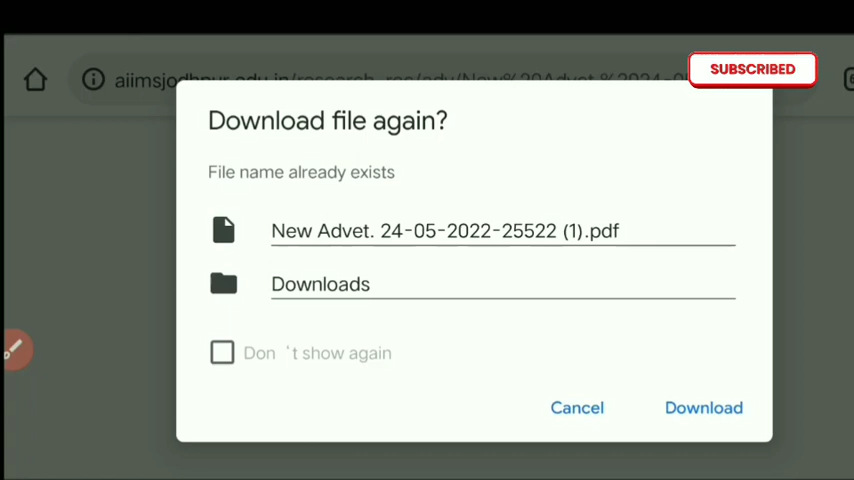 SUBSCRIBED
Download file again?
File name already exists
New Advet. 24-05-2022-25522 (1).pdf
Downloads
Don 't show again
Cancel
Download